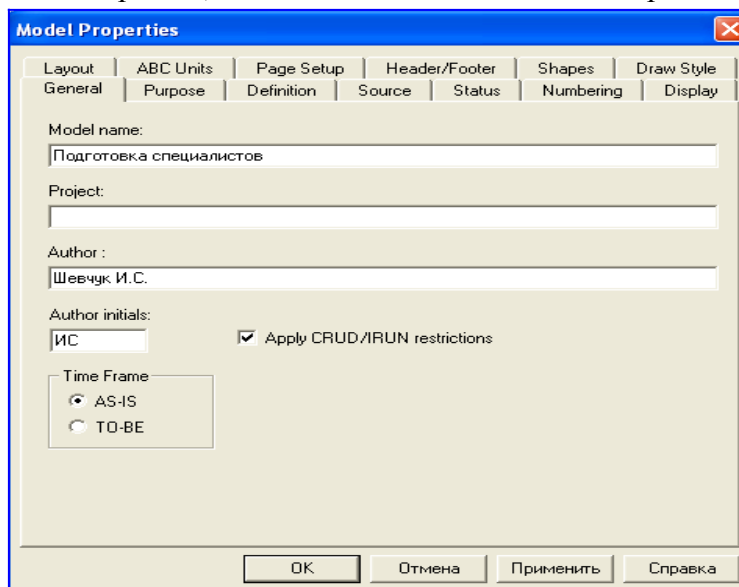 Model Properties
Layout ABC Units Page Setup Header/Footer Shapes Draw Style
General Purpose Definition Source Status Numbering Display
Model name:
Подготовка специалистов
Project:
Author :
Шевчук И.С.
Author initials:
ИС Apply CRUD/IRUN restrictions
Time Frame
AS-IS
TO-BE
OK Отмена Применить Справка